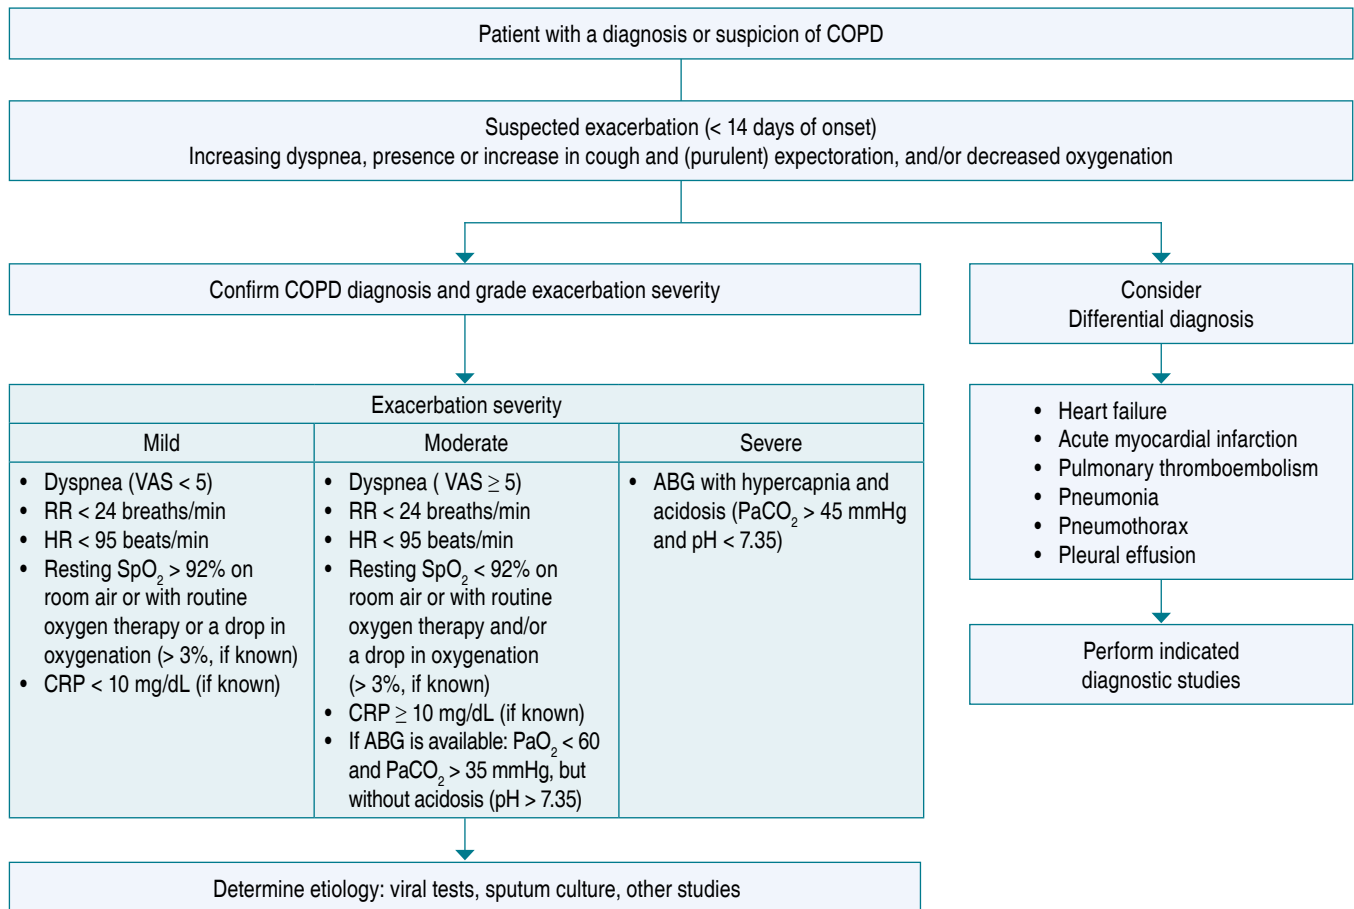 Patient with a diagnosis or suspicion of COPD
Suspected exacerbation (< 14 days of onset)
Increasing dyspnea, presence or increase in cough and (purulent) expectoration, and/or decreased oxygenation
Confirm COPD diagnosis and grade exacerbation severity
Exacerbation severity
Mild
• Dyspnea (VAS < 5)
• RR < 24 breaths/min
• HR < 95 beats/min
• Resting SpO₂ > 92% on
room air or with routine
oxygen therapy or a drop in
oxygenation (> 3%, if known)
• CRP < 10 mg/dL (if known)
Moderate
• Dyspnea ( VAS ≥ 5)
• RR < 24 breaths/min
• HR < 95 beats/min
• Resting SpO₂ < 92% on
room air or with routine
oxygen therapy and/or
a drop in oxygenation
(> 3%, if known)
• CRP ≥ 10 mg/dL (if known)
• If ABG is available: PaO₂ < 60
and PaCO₂ > 35 mmHg, but
without acidosis (pH > 7.35)
Severe
• ABG with hypercapnia and
acidosis (PaCO₂ > 45 mmHg
and pH < 7.35)
Determine etiology: viral tests, sputum culture, other studies
Consider
Differential diagnosis
• Heart failure
• Acute myocardial infarction
• Pulmonary thromboembolism
• Pneumonia
• Pneumothorax
• Pleural effusion
Perform indicated
diagnostic studies